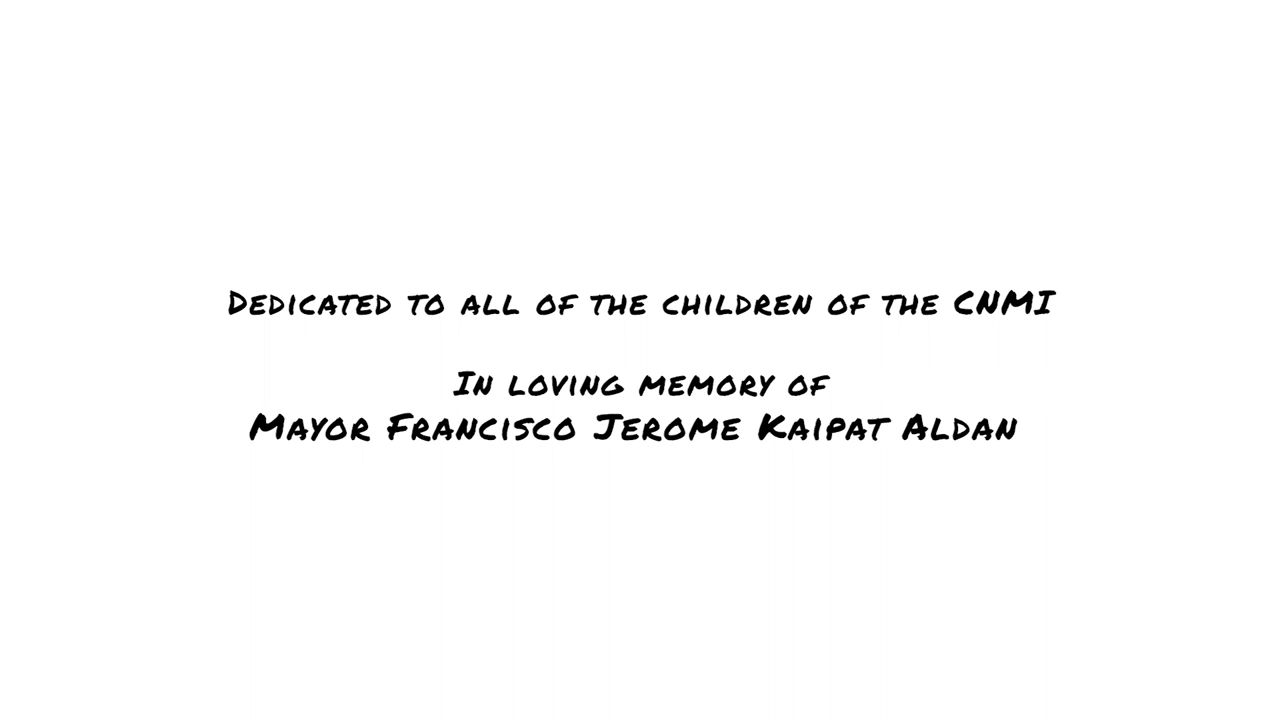 Dedicated to all of the children of the CNMI
In loving memory of
Mayor Francisco Jerome Kaipat Aldan